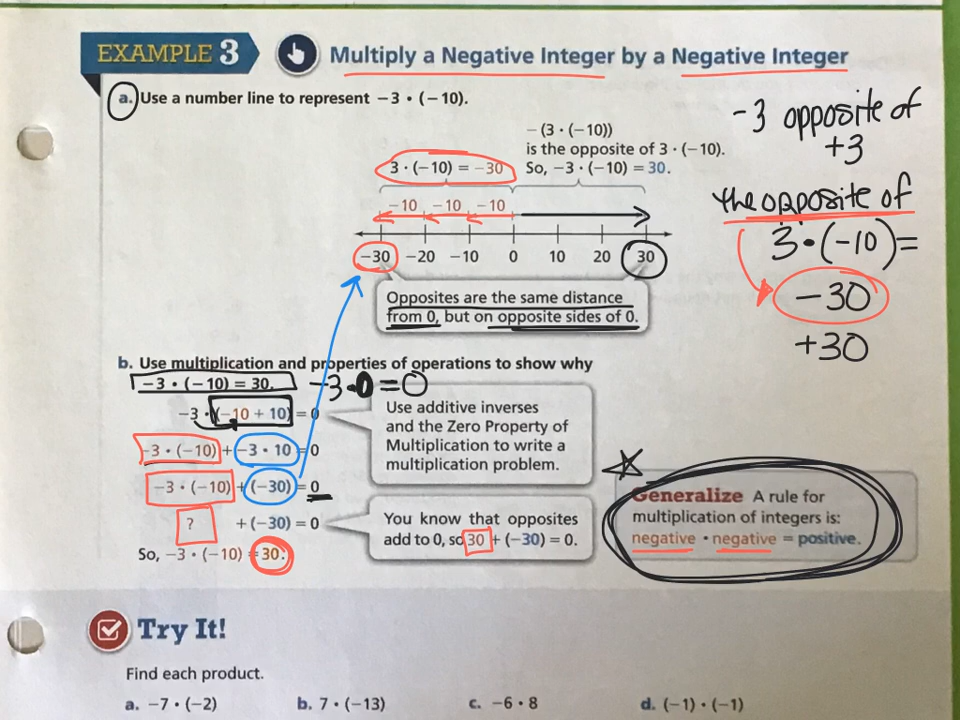 EXAMPLE 3 Multiply a Negative Integer by a Negative Integer
a. Use a number line to represent −3 • (−10).
− (3 • (−10))
is the opposite of 3 • (−10).
3 • (−10) = −30 So, −3 • (−10) = 30.
−10 −10 −10
−30 −20 −10 0 10 20 30
Opposites are the same distance
from 0, but on opposite sides of 0.
-3 opposite of
+3
the opposite of
3•(-10)=
-30
+30
b. Use multiplication and properties of operations to show why
−3 • (−10) = 30. -3•0=0
−3 • (−10 + 10) = 0
−3 • (−10) + −3 • 10 = 0
−3 • (−10) + (−30) = 0
? + (−30) = 0
So, −3 • (−10) = 30.
Use additive inverses
and the Zero Property of
Multiplication to write a
multiplication problem.
You know that opposites
add to 0, so 30 + (−30) = 0.
Generalize A rule for
multiplication of integers is:
negative • negative = positive.
Try It!
Find each product.
a. −7 • (−2) b. 7 • (−13) c. −6 • 8 d. (−1) • (−1)